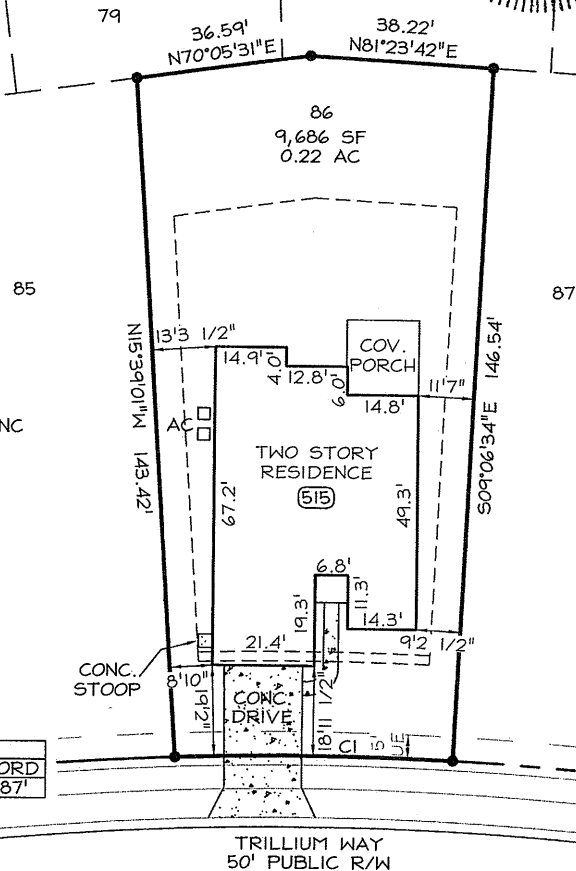 79
36.59'
N70°05'31"E
38.22'
N81°23'42"E
86
9,686 SF
0.22 AC
85
87
13'3 1/2"
14.9'
4.0'
12.8'
6.0'
COV.
PORCH
14.8'
11'7"
N15°39'01"W 143.42'
146.54'
S09°06'34"E
NC
AC
TWO STORY
RESIDENCE
515
67.2'
49.3'
6.8'
11.3'
19.3'
14.3'
9'2 1/2"
21.4'
CONC.
STOOP
8'10"
19'2"
CONC.
DRIVE
18'11 1/2"
C1
5'
UE
ORD
87'
TRILLIUM WAY
50' PUBLIC R/W